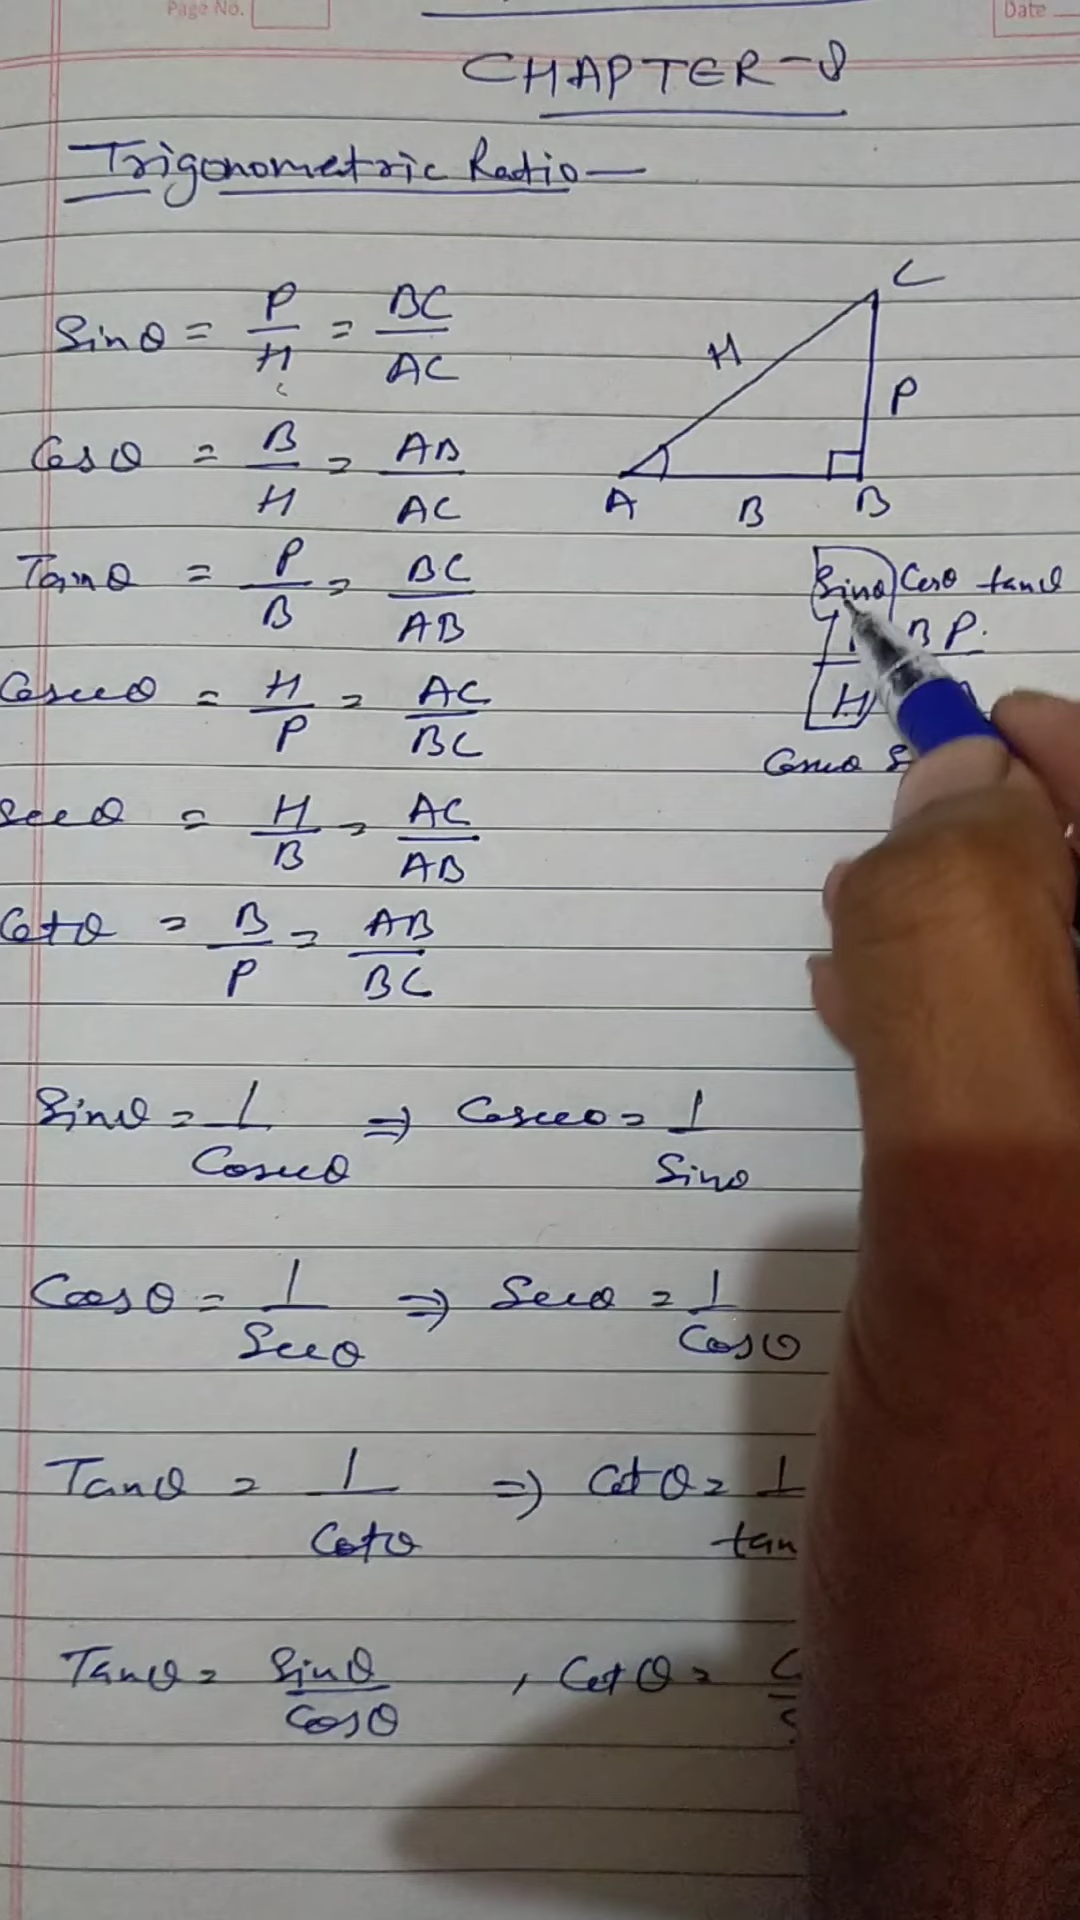 Page No.
Date
CHAPTER-8
Trigonometric Ratio—
Sinθ = P/H = BC/AC
Cosθ = B/H = AB/AC
Tanθ = P/B = BC/AB
Cosecθ = H/P = AC/BC
Secθ = H/B = AC/AB
Cotθ = B/P = AB/BC
C
H
P
A B B
Sinθ Cosθ tanθ
B P.
H
Cosecθ
Sinθ = 1/Cosecθ ⇒ Cosecθ = 1/Sinθ
Cosθ = 1/Secθ ⇒ Secθ = 1/Cosθ
Tanθ = 1/Cotθ ⇒ Cotθ = 1/tan
Tanθ = Sinθ/Cosθ , Cotθ =